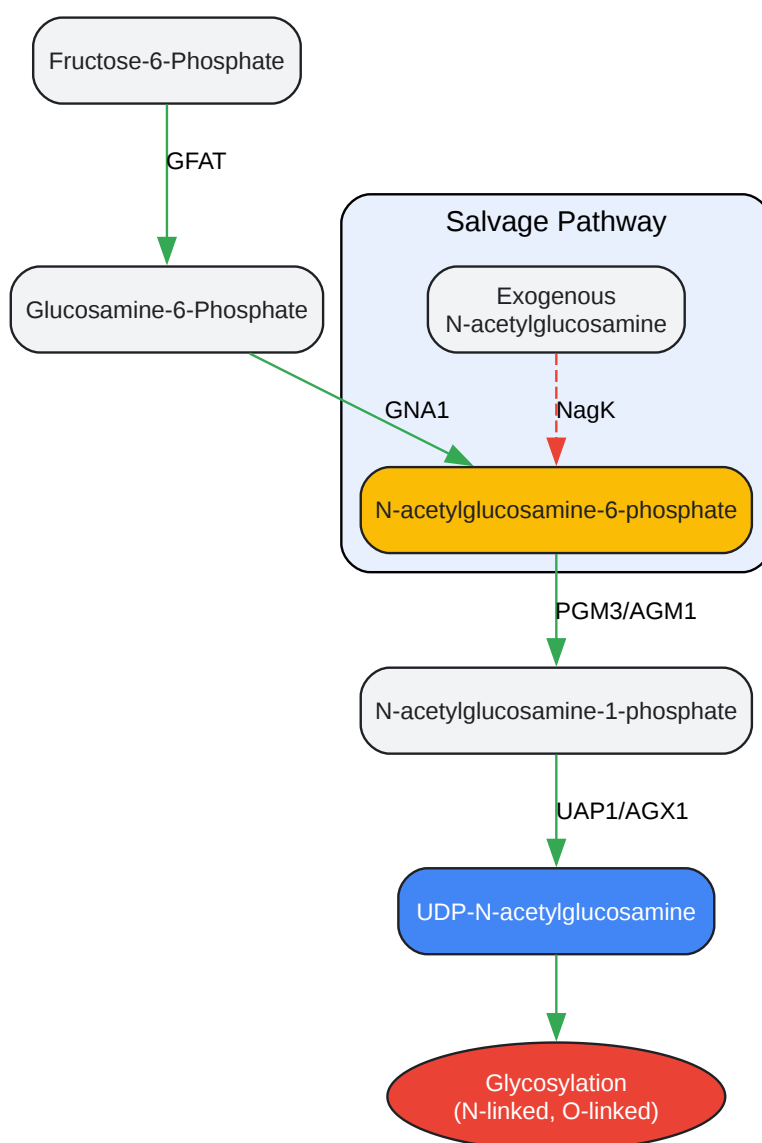 Fructose-6-Phosphate
GFAT
Salvage Pathway
Glucosamine-6-Phosphate
Exogenous
N-acetylglucosamine
GNA1
NagK
N-acetylglucosamine-6-phosphate
PGM3/AGM1
N-acetylglucosamine-1-phosphate
UAP1/AGX1
UDP-N-acetylglucosamine
Glycosylation
(N-linked, O-linked)